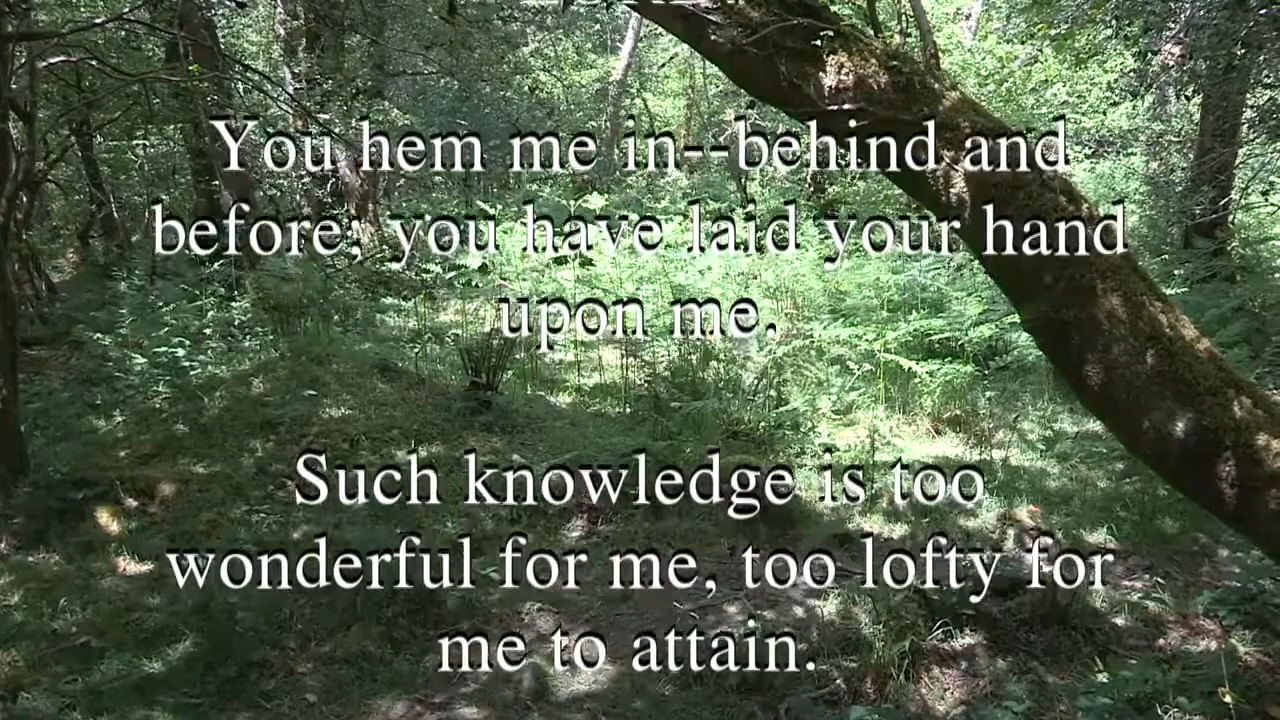 You hem me in--behind and
before; you have laid your hand
upon me.
Such knowledge is too
wonderful for me, too lofty for
me to attain.